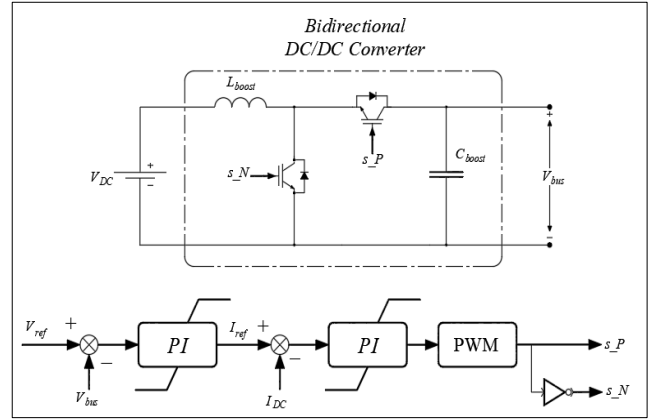 Bidirectional
DC/DC Converter
L_boost
s_P
C_boost
V_DC
+
−
s_N
+
V_bus
−
V_ref
+
−
V_bus
PI
I_ref
+
−
I_DC
PI
PWM
s_P
s_N